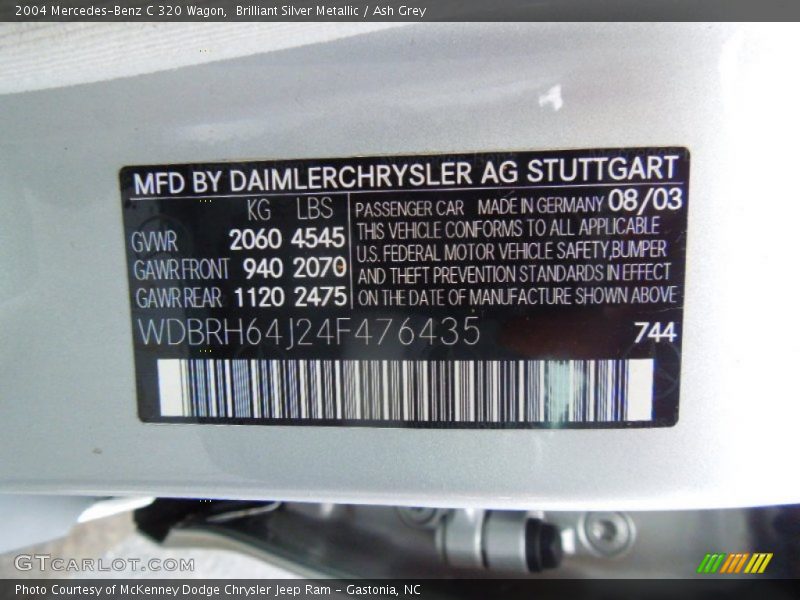 2004 Mercedes-Benz C 320 Wagon, Brilliant Silver Metallic / Ash Grey
MFD BY DAIMLERCHRYSLER AG STUTTGART
KG LBS
GVWR 2060 4545
GAWR FRONT 940 2070
GAWR REAR 1120 2475
PASSENGER CAR MADE IN GERMANY 08/03
THIS VEHICLE CONFORMS TO ALL APPLICABLE
U.S. FEDERAL MOTOR VEHICLE SAFETY,BUMPER
AND THEFT PREVENTION STANDARDS IN EFFECT
ON THE DATE OF MANUFACTURE SHOWN ABOVE
WDBRH64J24F476435 744
GTCARLOT.COM
Photo Courtesy of McKenney Dodge Chrysler Jeep Ram - Gastonia, NC